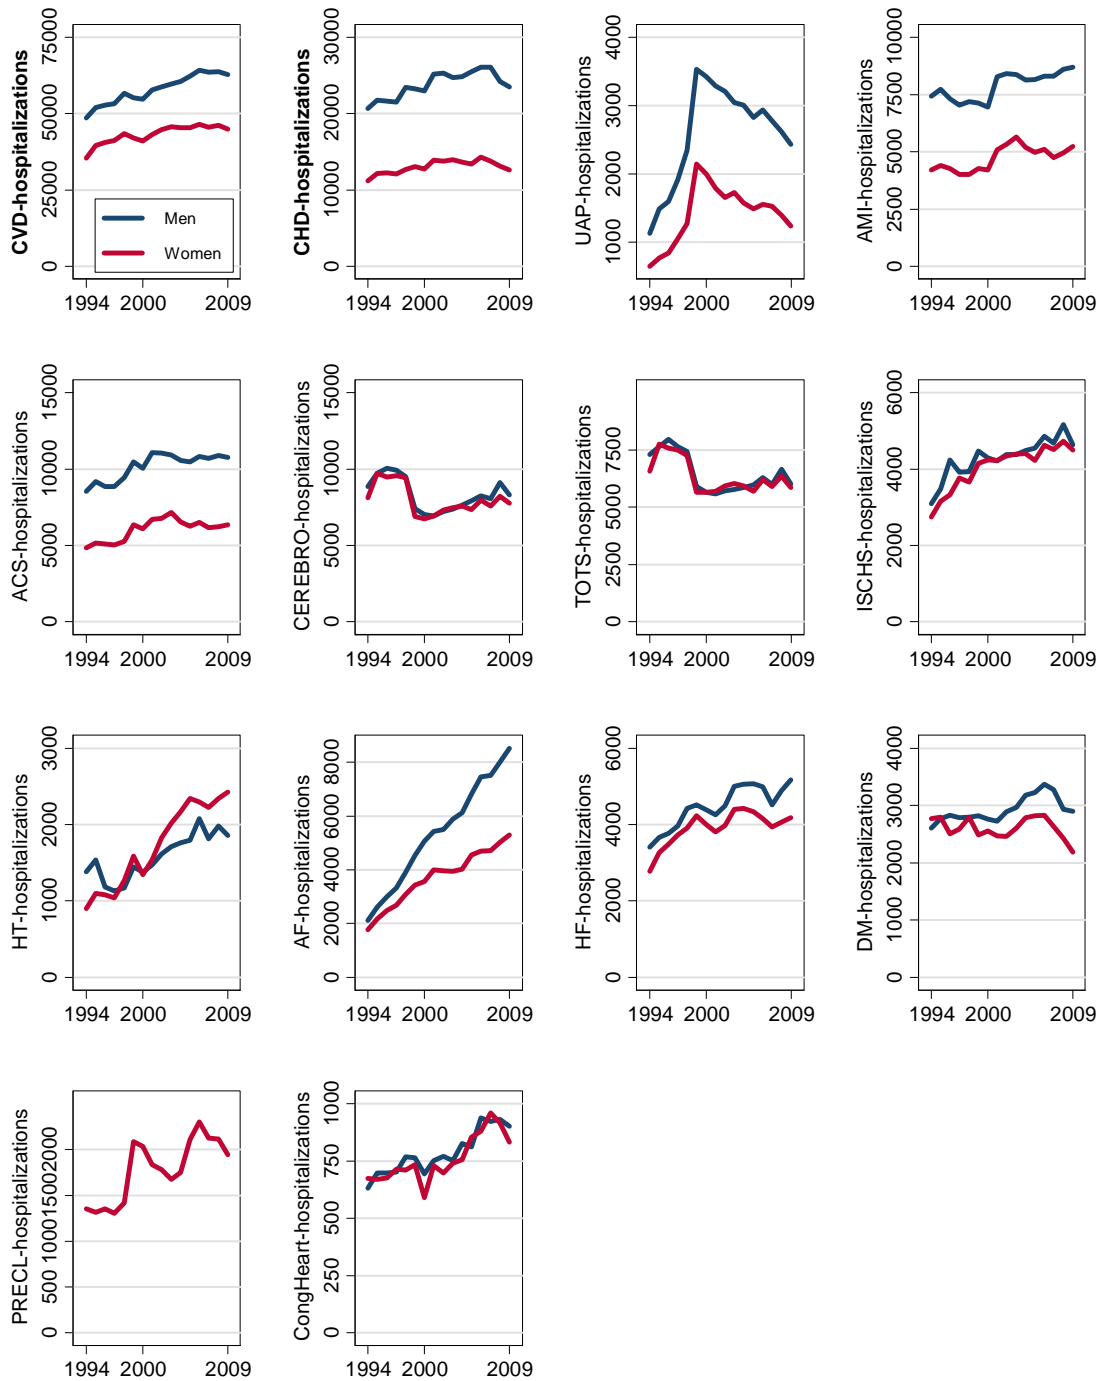 CVD-hospitalizations
75000
50000
25000
0
Men
Women
1994 2000 2009
CHD-hospitalizations
30000
20000
10000
0
1994 2000 2009
UAP-hospitalizations
4000
3000
2000
1000
1994 2000 2009
AMI-hospitalizations
10000
7500
5000
2500
0
1994 2000 2009
ACS-hospitalizations
15000
10000
5000
0
1994 2000 2009
CEREBRO-hospitalizations
15000
10000
5000
0
1994 2000 2009
TOTS-hospitalizations
7500
5000
2500
0
1994 2000 2009
ISCHS-hospitalizations
6000
4000
2000
0
1994 2000 2009
HT-hospitalizations
3000
2000
1000
0
1994 2000 2009
AF-hospitalizations
8000
6000
4000
2000
0
1994 2000 2009
HF-hospitalizations
6000
4000
2000
0
1994 2000 2009
DM-hospitalizations
4000
3000
2000
1000
0
1994 2000 2009
PRECL-hospitalizations
2000
1500
1000
500
0
1994 2000 2009
CongHeart-hospitalizations
1000
750
500
250
0
1994 2000 2009